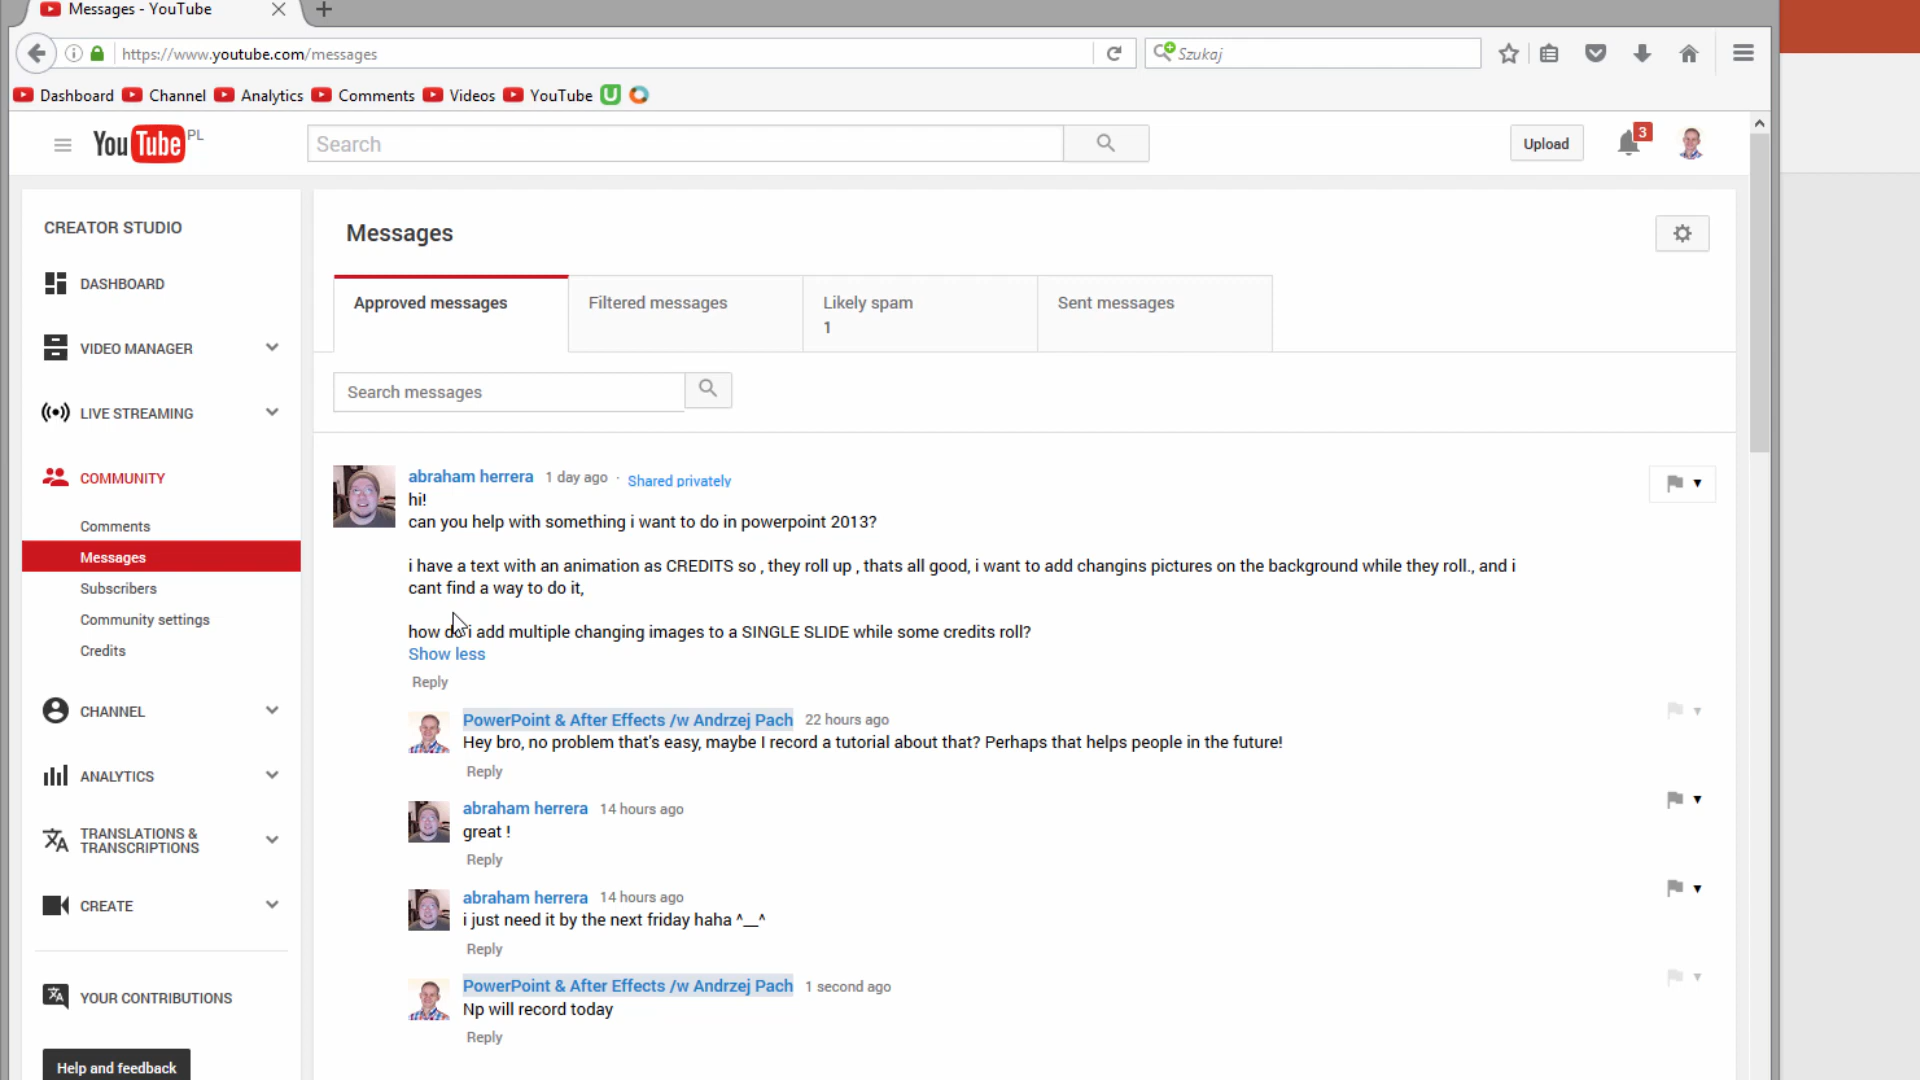 Messages - YouTube
https://www.youtube.com/messages
Szukaj
Dashboard Channel Analytics Comments Videos YouTube
YouTube PL
Search
Upload
3
CREATOR STUDIO
DASHBOARD
VIDEO MANAGER
LIVE STREAMING
COMMUNITY
Comments
Messages
Subscribers
Community settings
Credits
CHANNEL
ANALYTICS
TRANSLATIONS &
TRANSCRIPTIONS
CREATE
YOUR CONTRIBUTIONS
Help and feedback
Messages
Approved messages
Filtered messages
Likely spam
1
Sent messages
Search messages
abraham herrera 1 day ago · Shared privately
hi!
can you help with something i want to do in powerpoint 2013?
i have a text with an animation as CREDITS so , they roll up , thats all good, i want to add changins pictures on the background while they roll., and i
cant find a way to do it,
how do i add multiple changing images to a SINGLE SLIDE while some credits roll?
Show less
Reply
PowerPoint & After Effects /w Andrzej Pach 22 hours ago
Hey bro, no problem that's easy, maybe I record a tutorial about that? Perhaps that helps people in the future!
Reply
abraham herrera 14 hours ago
great !
Reply
abraham herrera 14 hours ago
i just need it by the next friday haha ^__^
Reply
PowerPoint & After Effects /w Andrzej Pach 1 second ago
Np will record today
Reply